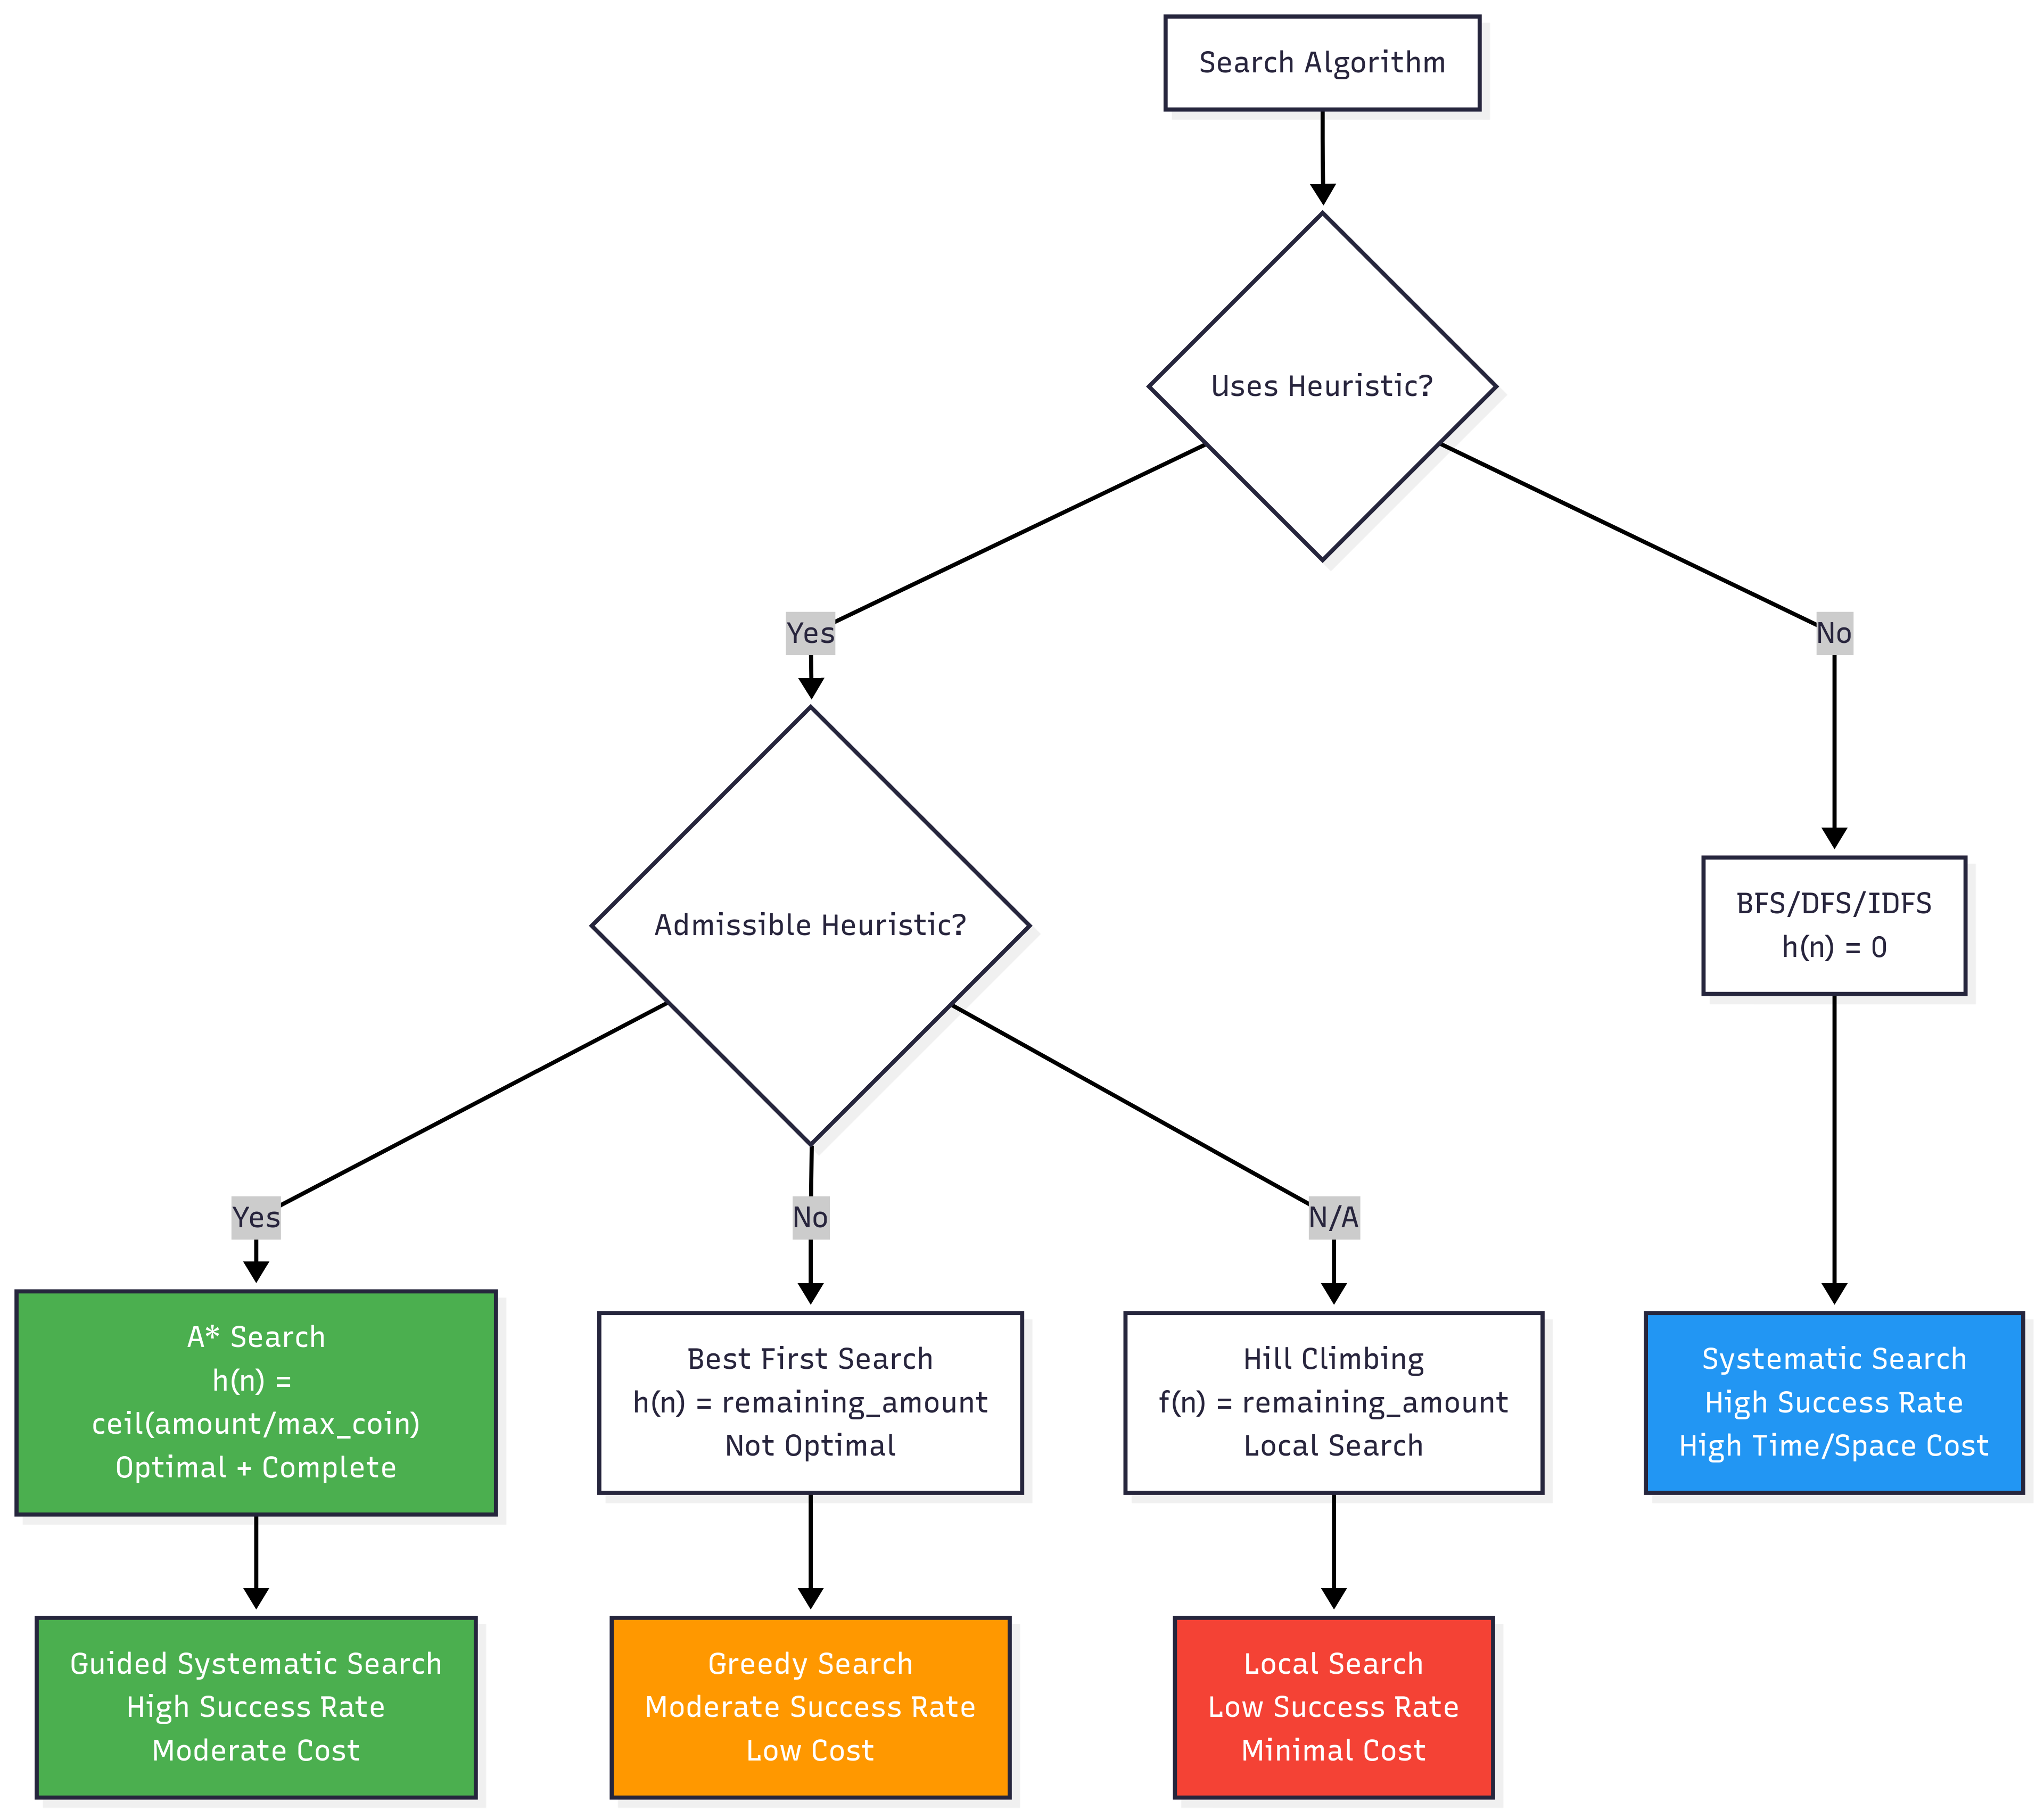 Search Algorithm
Uses Heuristic?
Yes
No
Admissible Heuristic?
BFS/DFS/IDFS
h(n) = 0
Yes
No
N/A
A* Search
h(n) =
ceil(amount/max_coin)
Optimal + Complete
Best First Search
h(n) = remaining_amount
Not Optimal
Hill Climbing
f(n) = remaining_amount
Local Search
Systematic Search
High Success Rate
High Time/Space Cost
Guided Systematic Search
High Success Rate
Moderate Cost
Greedy Search
Moderate Success Rate
Low Cost
Local Search
Low Success Rate
Minimal Cost